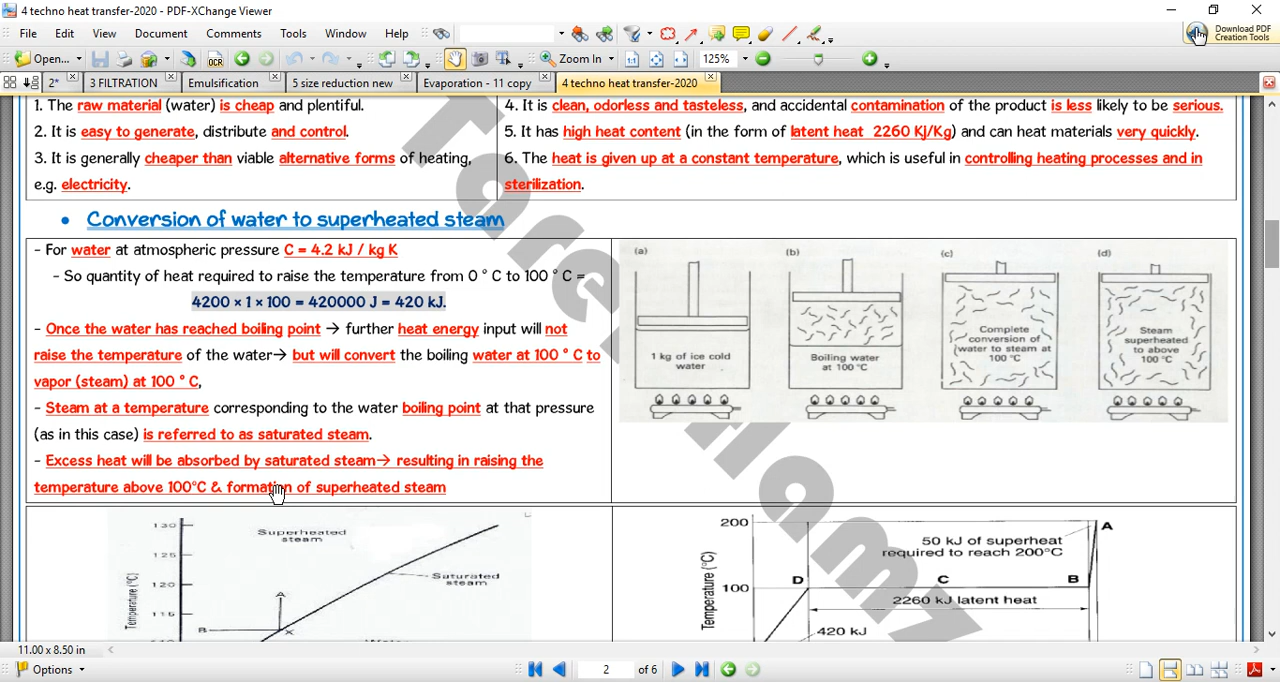 4 techno heat transfer-2020 - PDF-XChange Viewer
File Edit View Document Comments Tools Window Help
Download PDF
Creation Tools
Open... OCR Zoom In 125%
2* 3 FILTRATION Emulsification 5 size reduction new Evaporation - 11 copy 4 techno heat transfer-2020
1. The raw material (water) is cheap and plentiful.
2. It is easy to generate, distribute and control.
3. It is generally cheaper than viable alternative forms of heating,
e.g. electricity.
4. It is clean, odorless and tasteless, and accidental contamination of the product is less likely to be serious.
5. It has high heat content (in the form of latent heat 2260 Kj/Kg) and can heat materials very quickly.
6. The heat is given up at a constant temperature, which is useful in controlling heating processes and in
sterilization.
• Conversion of water to superheated steam
- For water at atmospheric pressure C = 4.2 kJ / kg K
- So quantity of heat required to raise the temperature from 0 ° C to 100 ° C =
4200 × 1 × 100 = 420000 J = 420 kJ.
- Once the water has reached boiling point → further heat energy input will not
raise the temperature of the water→ but will convert the boiling water at 100 ° C to
vapor (steam) at 100 ° C,
- Steam at a temperature corresponding to the water boiling point at that pressure
(as in this case) is referred to as saturated steam.
- Excess heat will be absorbed by saturated steam→ resulting in raising the
temperature above 100°C & formation of superheated steam
(a) (b) (c) (d)
1 kg of ice cold
water
Boiling water
at 100 °C
Complete
conversion of
water to steam at
100 °C
Steam
superheated
to above
100 °C
130
125
120
115
Temperature (°C)
Superheated
steam
Saturated
steam
A
B
X
200
100
Temperature (°C)
A
50 kJ of superheat
required to reach 200°C
D C B
2260 kJ latent heat
420 kJ
11.00 x 8.50 in
Options 2 of 6